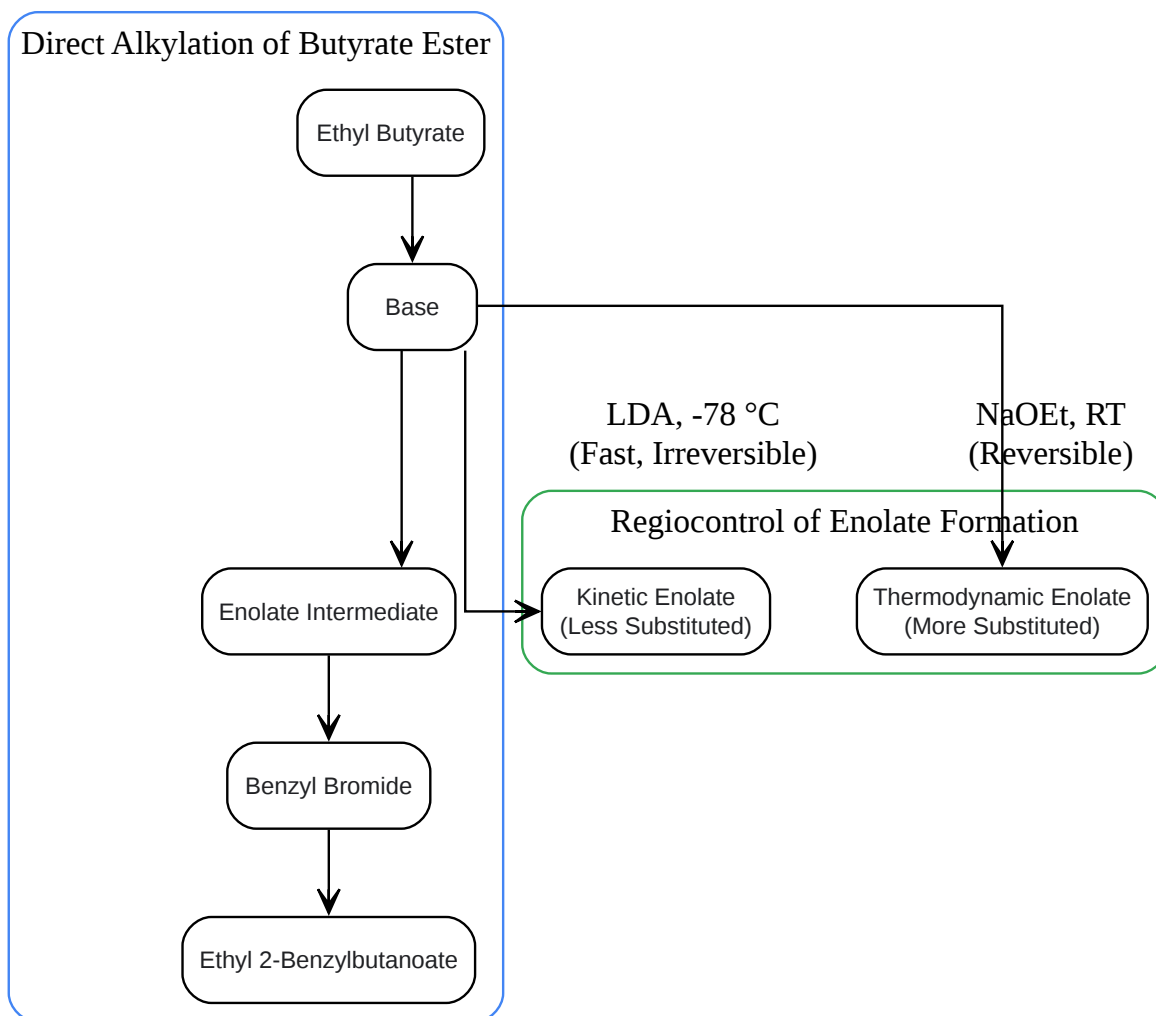 Direct Alkylation of Butyrate Ester
Ethyl Butyrate
Base
LDA, -78 °C
(Fast, Irreversible)
NaOEt, RT
(Reversible)
Regiocontrol of Enolate Formation
Enolate Intermediate
Kinetic Enolate
(Less Substituted)
Thermodynamic Enolate
(More Substituted)
Benzyl Bromide
Ethyl 2-Benzylbutanoate